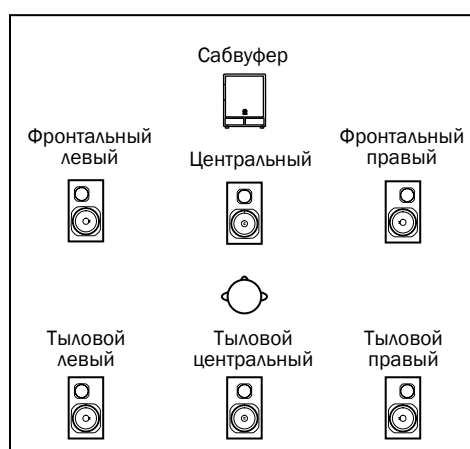 Сабвуфер
Фронтальный
левый
Центральный
Фронтальный
правый
Тыловой
левый
Тыловой
центральный
Тыловой
правый